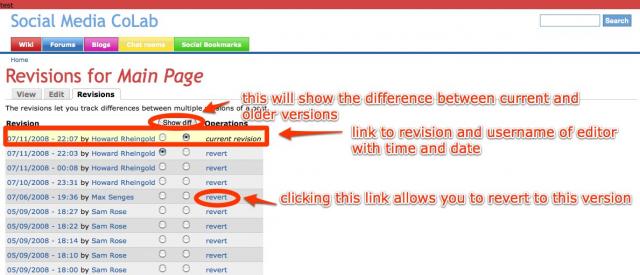 test
Social Media CoLab
Search
Wiki Forums Blogs Chat rooms Social Bookmarks
Home
Revisions for Main Page
View Edit Revisions
The revisions let you track differences between multiple versions of a post.
this will show the difference between current and
older versions
Revision Show diff Operations
07/11/2008 - 22:07 by Howard Rheingold current revision
link to revision and username of editor
with time and date
07/11/2008 - 22:03 by Howard Rheingold revert
07/11/2008 - 00:08 by Howard Rheingold revert
07/10/2008 - 23:31 by Howard Rheingold revert
07/06/2008 - 19:36 by Max Senges revert
clicking this link allows you to revert to this version
05/09/2008 - 18:27 by Sam Rose revert
05/09/2008 - 18:22 by Sam Rose revert
05/09/2008 - 18:14 by Sam Rose revert
05/09/2008 - 18:10 by Sam Rose revert
05/09/2008 - 18:09 by Sam Rose revert